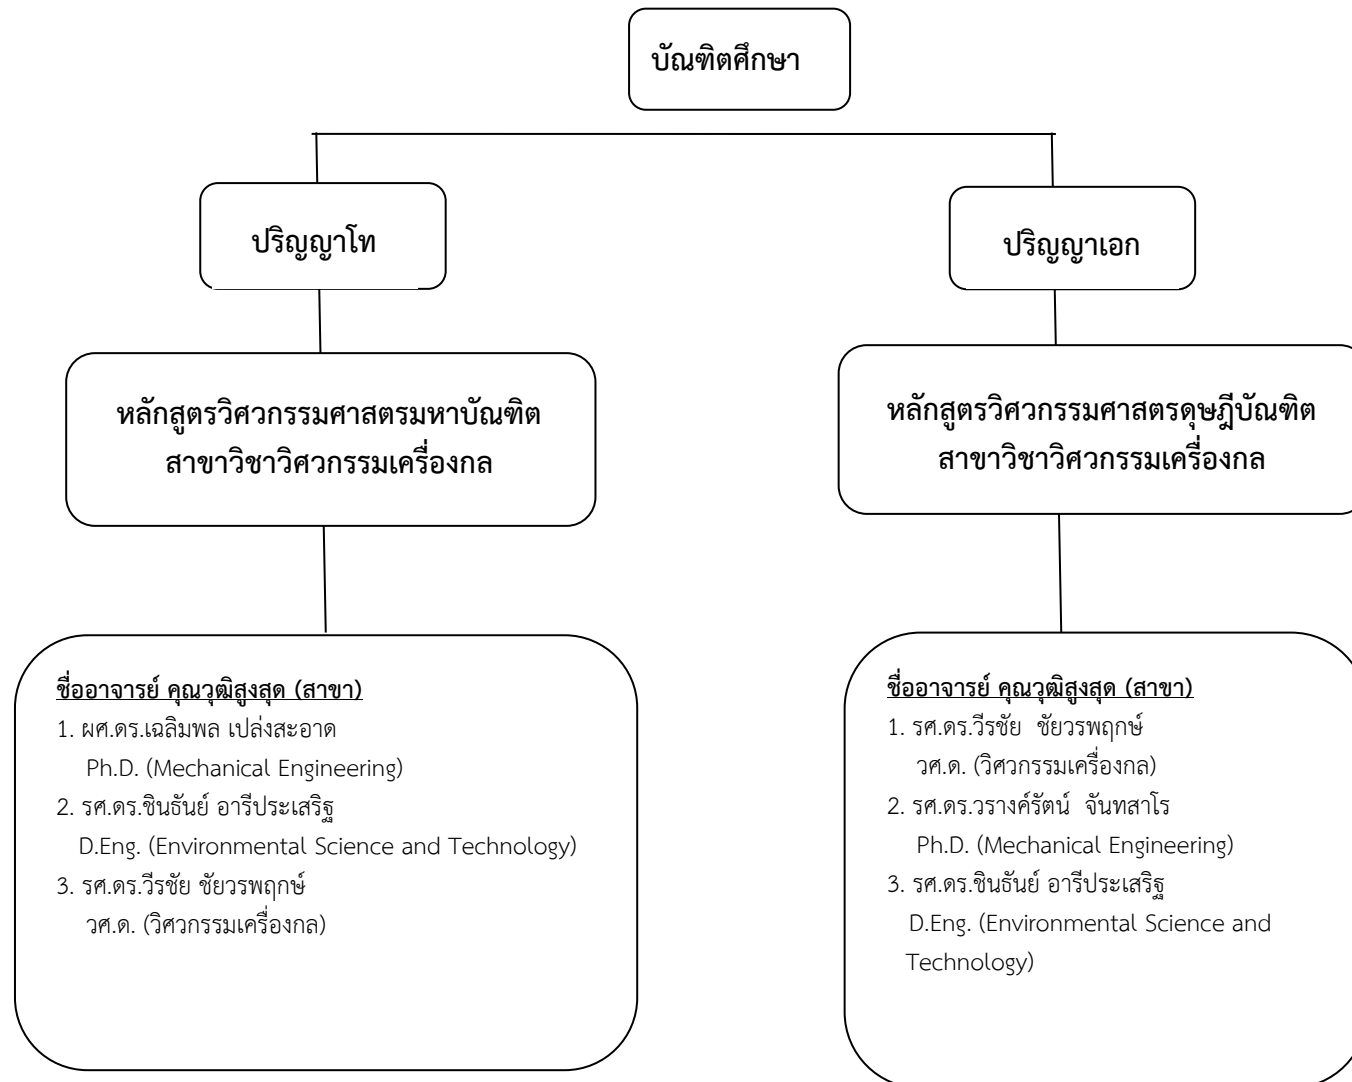 บัณฑิตศึกษา
ปริญญาโท
ปริญญาเอก
หลักสูตรวิศวกรรมศาสตรมหาบัณฑิต
สาขาวิชาวิศวกรรมเครื่องกล
หลักสูตรวิศวกรรมศาสตรดุษฎีบัณฑิต
สาขาวิชาวิศวกรรมเครื่องกล
ชื่ออาจารย์ คุณวุฒิสูงสุด (สาขา)
1. ผศ.ดร.เฉลิมพล เปล่งสะอาด
Ph.D. (Mechanical Engineering)
2. รศ.ดร.ชินธันย์ อารีประเสริฐ
D.Eng. (Environmental Science and Technology)
3. รศ.ดร.วีรชัย ชัยวรพฤกษ์
วศ.ด. (วิศวกรรมเครื่องกล)
ชื่ออาจารย์ คุณวุฒิสูงสุด (สาขา)
1. รศ.ดร.วีรชัย ชัยวรพฤกษ์
วศ.ด. (วิศวกรรมเครื่องกล)
2. รศ.ดร.วรางค์รัตน์ จันทสาโร
Ph.D. (Mechanical Engineering)
3. รศ.ดร.ชินธันย์ อารีประเสริฐ
D.Eng. (Environmental Science and
Technology)